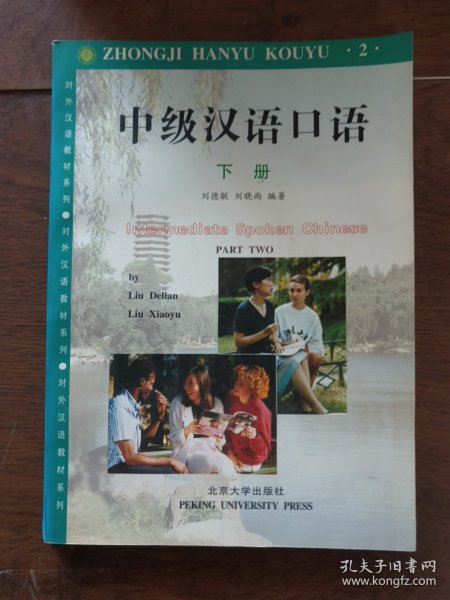 ZHONGJI HANYU KOUYU · 2 ·
中级汉语口语
下册
刘德联 刘晓雨 编著
Intermediate Spoken Chinese
PART TWO
by
Liu Delian
Liu Xiaoyu
对外汉语教材系列●对外汉语教材系列●对外汉语教材系列
北京大学出版社
PEKING UNIVERSITY PRESS
孔夫子旧书网
www.kongfz.com